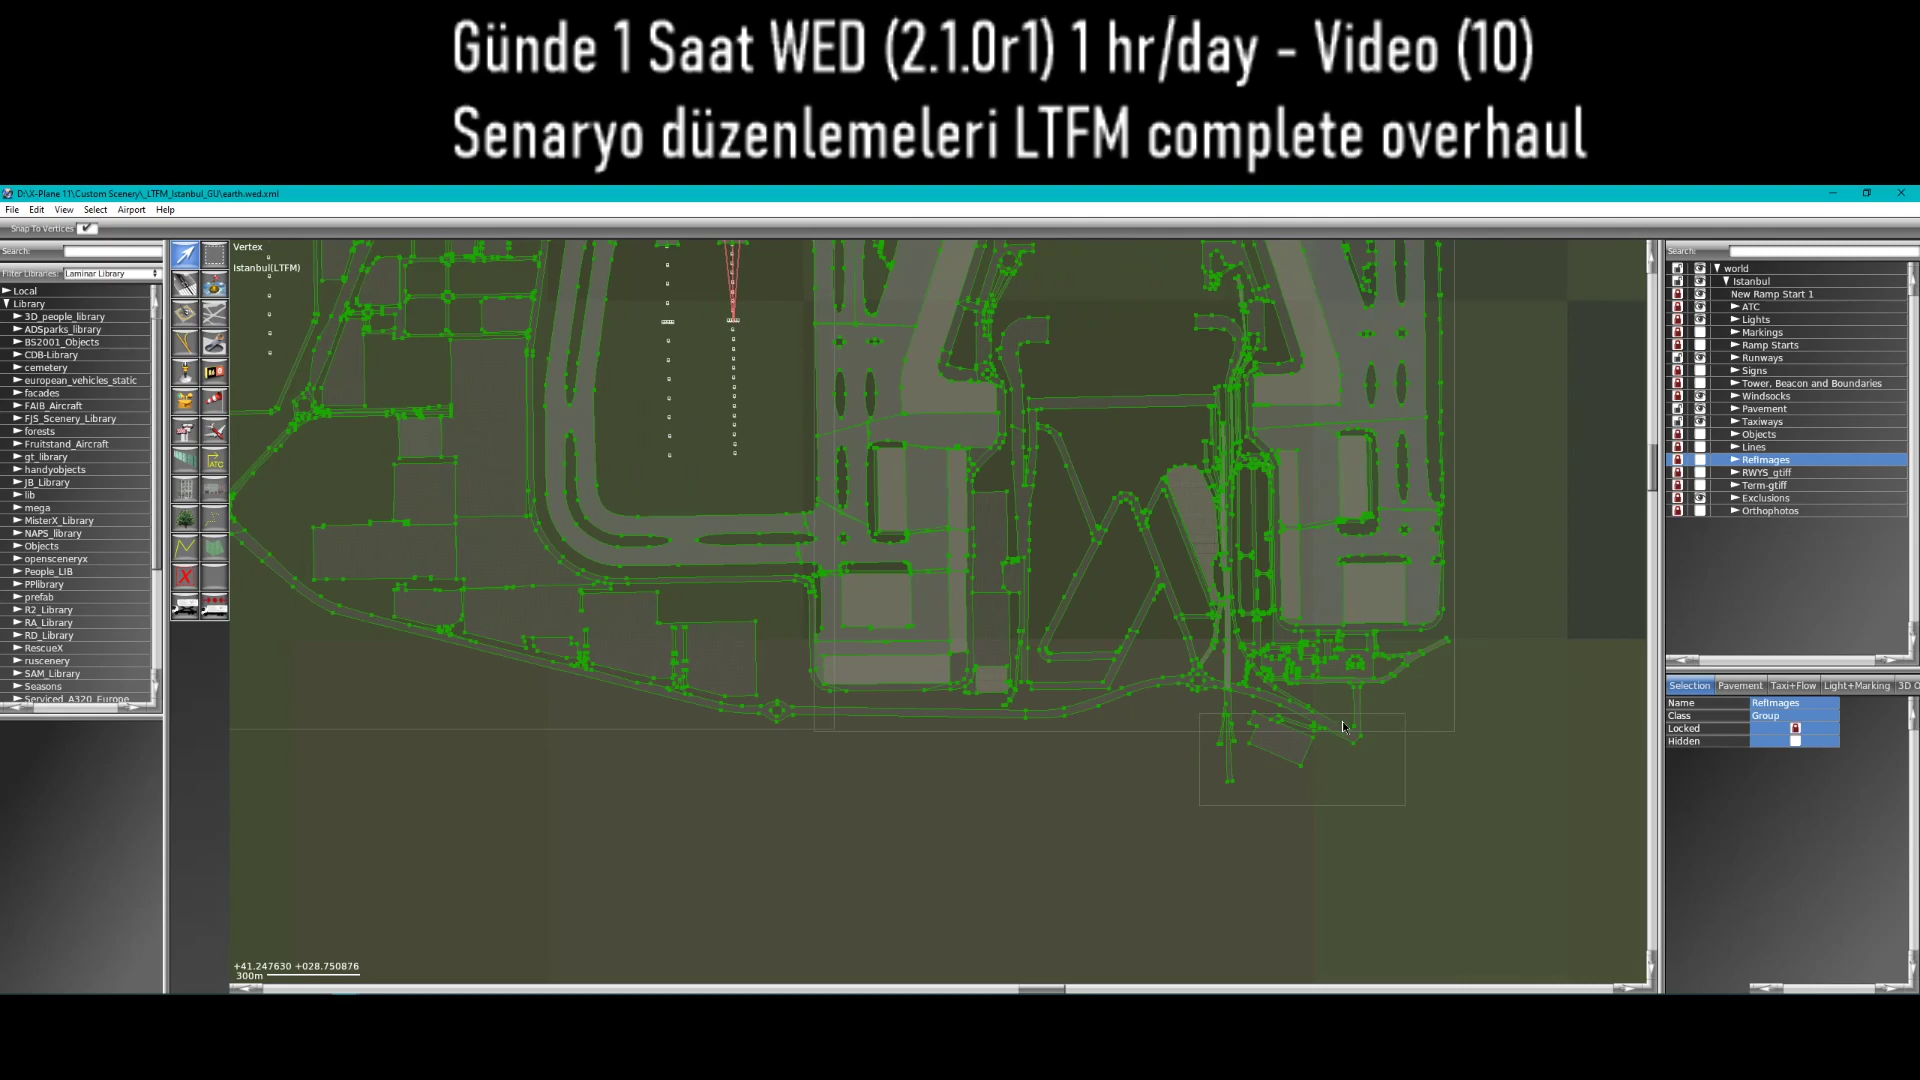 Günde 1 Saat WED (2.1.0r1) 1 hr/day - Video (10)
Senaryo düzenlemeleri LTFM complete overhaul
D:\X-Plane 11\Custom Scenery\_LTFM_Istanbul_GU\earth.wed.xml
File Edit View Select Airport Help
Snap To Vertices
Search:
Filter Libraries: Laminar Library
Local
Library
3D_people_library
ADSparks_library
BS2001_Objects
CDB-Library
cemetery
european_vehicles_static
facades
FAIB_Aircraft
FJS_Scenery_Library
forests
Fruitstand_Aircraft
gt_library
handyobjects
JB_Library
lib
mega
MisterX_Library
NAPS_library
Objects
opensceneryx
People_LIB
PPlibrary
prefab
R2_Library
RA_Library
RD_Library
RescueX
ruscenery
SAM_Library
Seasons
Serviced_A320_Europe
ATC
Vertex
Istanbul(LTFM)
+41.247630 +028.750876
300m
Search:
world
Istanbul
New Ramp Start 1
ATC
Lights
Markings
Ramp Starts
Runways
Signs
Tower, Beacon and Boundaries
Windsocks
Pavement
Taxiways
Objects
Lines
RefImages
RWYS_gtiff
Term-gtiff
Exclusions
Orthophotos
Selection Pavement Taxi+Flow Light+Marking 3D O
Name RefImages
Class Group
Locked
Hidden